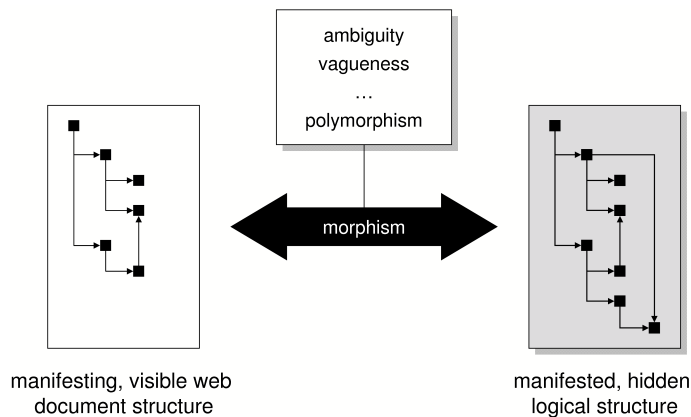 ambiguity
vagueness
…
polymorphism
morphism
manifesting, visible web
document structure
manifested, hidden
logical structure